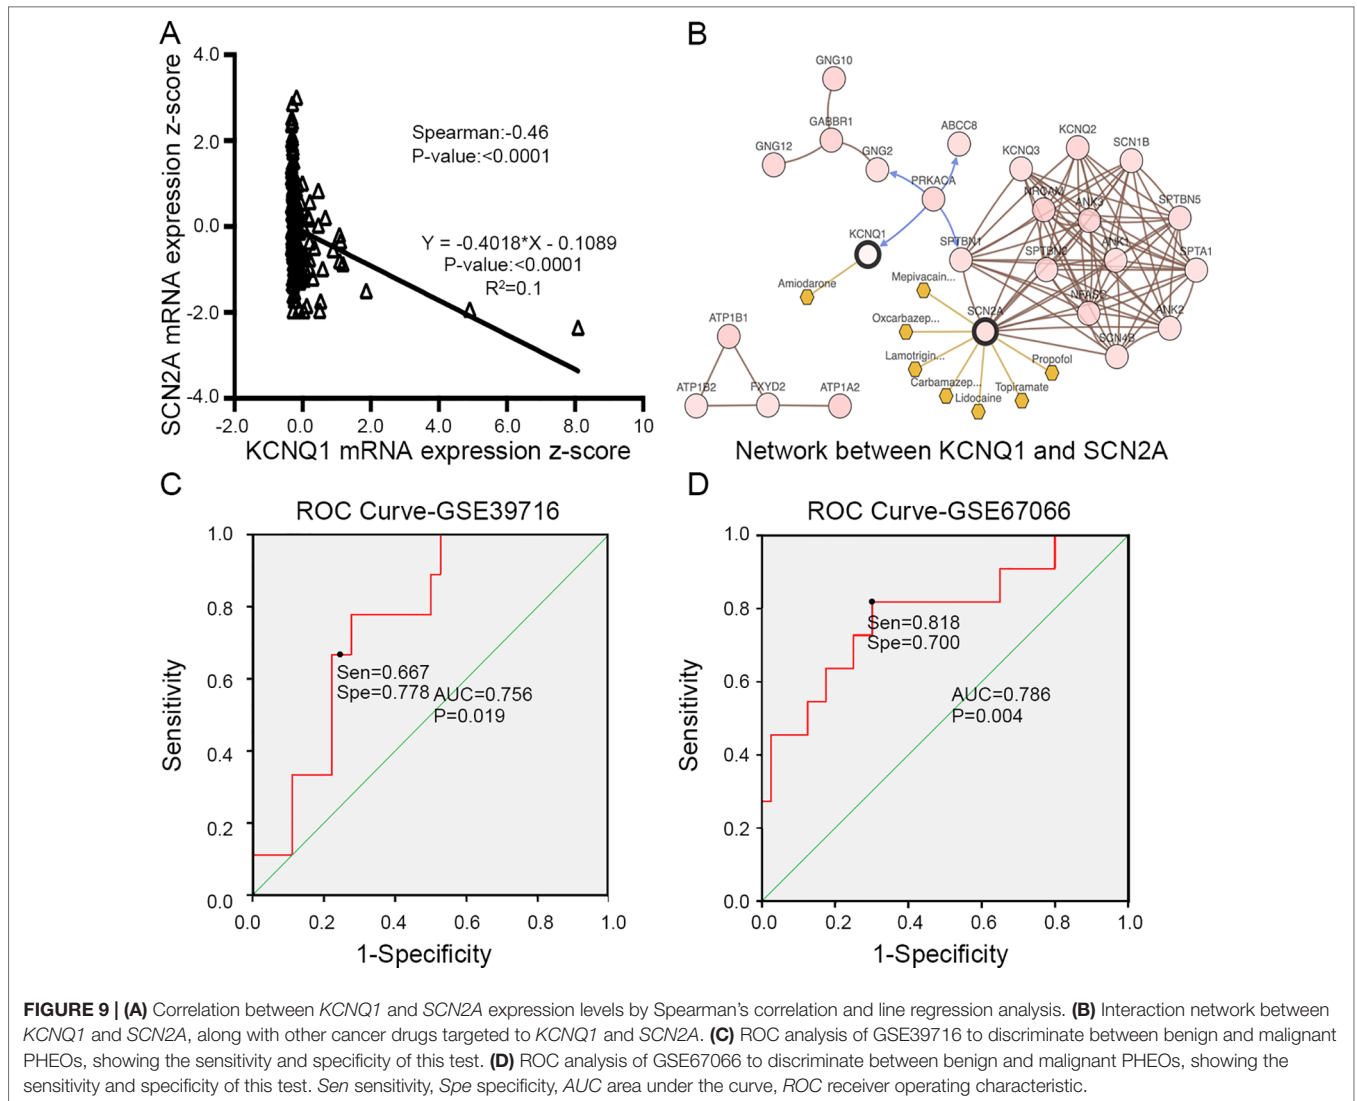 A
SCN2A mRNA expression z-score
4.0
2.0
0.0
-2.0
-4.0
-2.0 0.0 2.0 4.0 6.0 8.0 10
KCNQ1 mRNA expression z-score
Spearman:-0.46
P-value:<0.0001
Y = -0.4018*X - 0.1089
P-value:<0.0001
R²=0.1
B
GNG10
GABBR1
GNG12
GNG2
ABCC8
PRKACA
KCNQ1
Amiodarone
KCNQ2
KCNQ3
SCN1B
NRCAM
ANK3
SPTBN5
SPTBN1
SPTBN2
ANK1
SPTA1
Mepivacain...
NFASC
ANK2
SCN2A
Oxcarbazep...
SCN4B
Lamotrigin...
Propofol
Carbamazep...
Topiramate
Lidocaine
ATP1B1
ATP1B2
FXYD2
ATP1A2
Network between KCNQ1 and SCN2A
C
ROC Curve-GSE39716
Sensitivity
1.0
0.8
0.6
0.4
0.2
0.0
Sen=0.667
Spe=0.778
AUC=0.756
P=0.019
0.0 0.2 0.4 0.6 0.8 1.0
1-Specificity
D
ROC Curve-GSE67066
Sensitivity
1.0
0.8
0.6
0.4
0.2
0.0
Sen=0.818
Spe=0.700
AUC=0.786
P=0.004
0.0 0.2 0.4 0.6 0.8 1.0
1-Specificity
FIGURE 9 | (A) Correlation between KCNQ1 and SCN2A expression levels by Spearman's correlation and line regression analysis. (B) Interaction network between
KCNQ1 and SCN2A, along with other cancer drugs targeted to KCNQ1 and SCN2A. (C) ROC analysis of GSE39716 to discriminate between benign and malignant
PHEOs, showing the sensitivity and specificity of this test. (D) ROC analysis of GSE67066 to discriminate between benign and malignant PHEOs, showing the
sensitivity and specificity of this test. Sen sensitivity, Spe specificity, AUC area under the curve, ROC receiver operating characteristic.